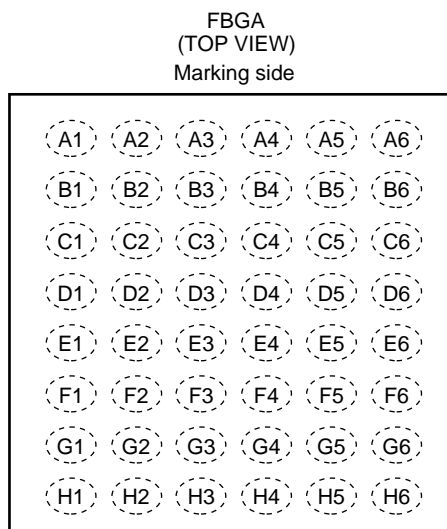 FBGA
(TOP VIEW)
Marking side
A1 A2 A3 A4 A5 A6
B1 B2 B3 B4 B5 B6
C1 C2 C3 C4 C5 C6
D1 D2 D3 D4 D5 D6
E1 E2 E3 E4 E5 E6
F1 F2 F3 F4 F5 F6
G1 G2 G3 G4 G5 G6
H1 H2 H3 H4 H5 H6